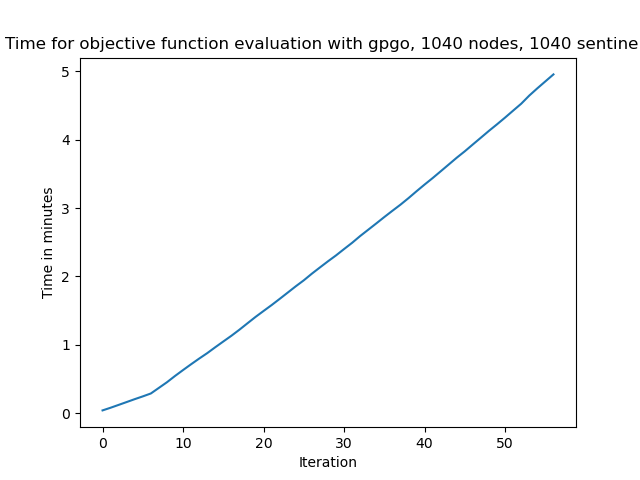 Time for objective function evaluation with gpgo, 1040 nodes, 1040 sentine
5
4
3
2
1
0
Time in minutes
0 10 20 30 40 50
Iteration